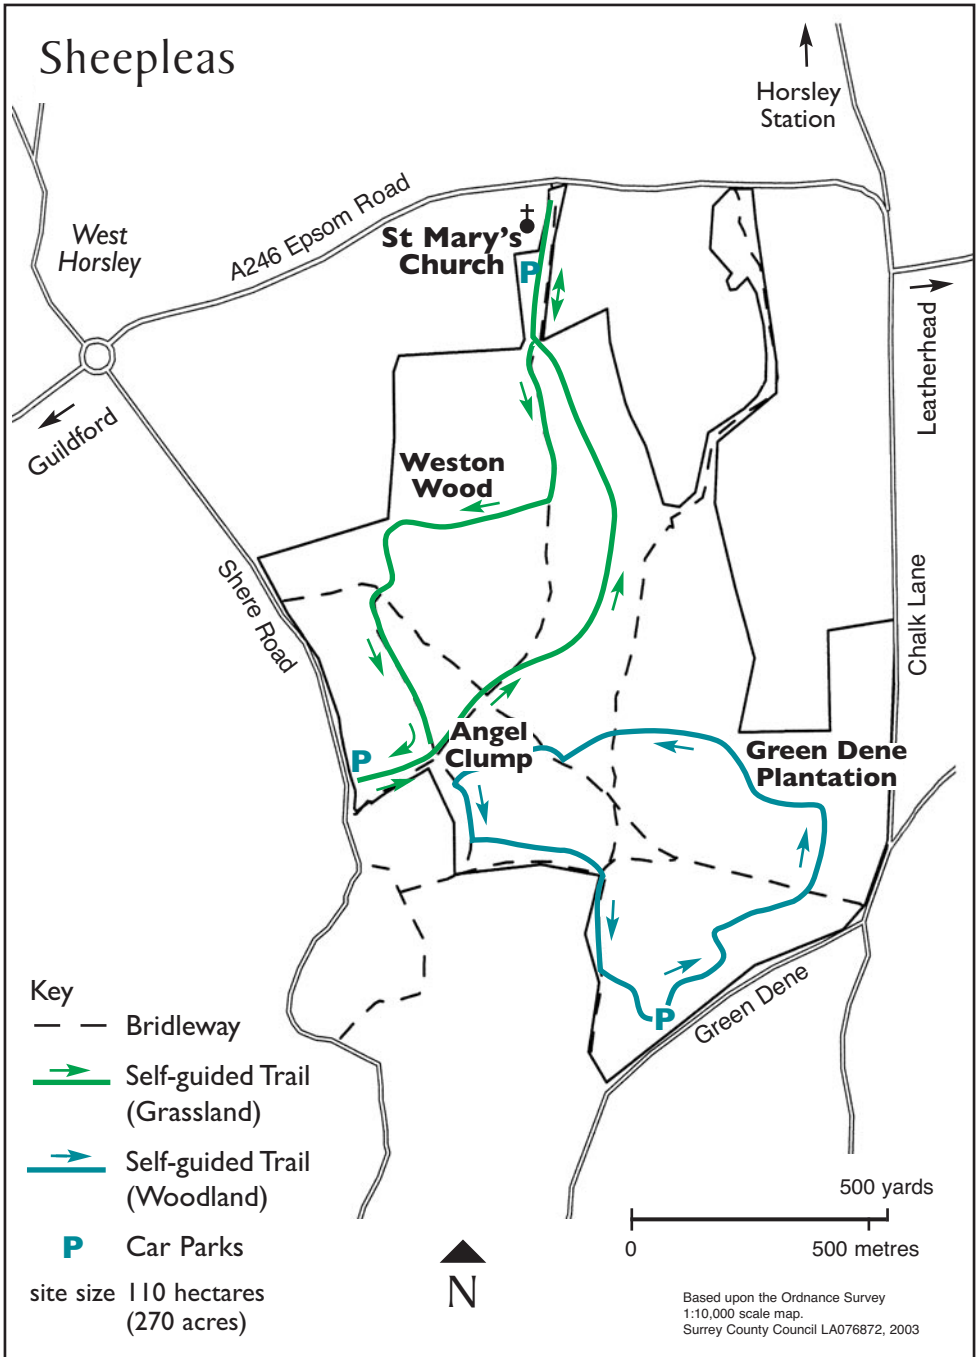 Sheepleas
Horsley
Station
West
Horsley
A246 Epsom Road
St Mary's
Church
P
Leatherhead
Guildford
Weston
Wood
Shere Road
Chalk Lane
P
Angel
Clump
Green Dene
Plantation
P
Green Dene
Key
Bridleway
Self-guided Trail
(Grassland)
Self-guided Trail
(Woodland)
P Car Parks
site size 110 hectares
(270 acres)
N
500 yards
0 500 metres
Based upon the Ordnance Survey
1:10,000 scale map.
Surrey County Council LA076872, 2003